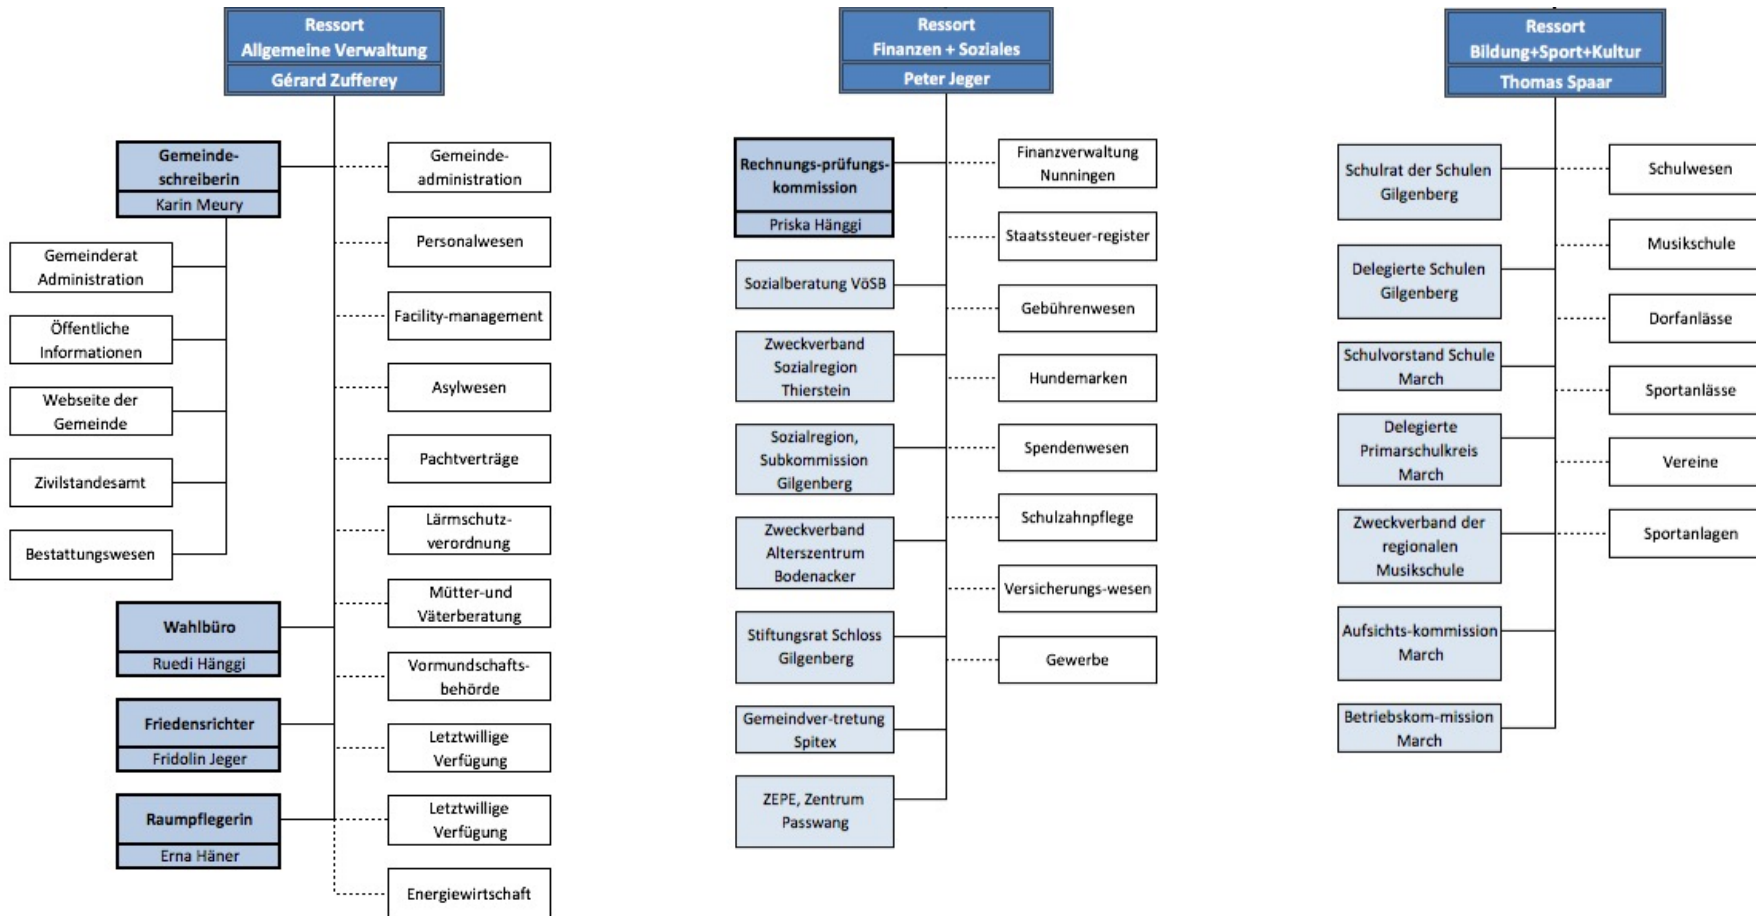 Ressort
Allgemeine Verwaltung
Gérard Zufferey
Gemeinde-
schreiberin
Karin Meury
Gemeinderat
Administration
Öffentliche
Informationen
Webseite der
Gemeinde
Zivilstandesamt
Bestattungswesen
Wahlbüro
Ruedi Hänggi
Friedensrichter
Fridolin Jeger
Raumpflegerin
Erna Häner
Gemeinde-
administration
Personalwesen
Facility-management
Asylwesen
Pachtverträge
Lärmschutz-
verordnung
Mütter-und
Väterberatung
Vormundschafts-
behörde
Letztwillige
Verfügung
Letztwillige
Verfügung
Energiewirtschaft
Ressort
Finanzen + Soziales
Peter Jeger
Rechnungs-prüfungs-
kommission
Priska Hänggi
Sozialberatung VöSB
Zweckverband
Sozialregion
Thierstein
Sozialregion,
Subkommission
Gilgenberg
Zweckverband
Alterszentrum
Bodenacker
Stiftungsrat Schloss
Gilgenberg
Gemeindver-tretung
Spitex
ZEPE, Zentrum
Passwang
Finanzverwaltung
Nunningen
Staatssteuer-register
Gebührenwesen
Hundemarken
Spendenwesen
Schulzahnpflege
Versicherungs-wesen
Gewerbe
Ressort
Bildung+Sport+Kultur
Thomas Spaar
Schulrat der Schulen
Gilgenberg
Delegierte Schulen
Gilgenberg
Schulvorstand Schule
March
Delegierte
Primarschulkreis
March
Zweckverband der
regionalen
Musikschule
Aufsichts-kommission
March
Betriebskom-mission
March
Schulwesen
Musikschule
Dorfanlässe
Sportanlässe
Vereine
Sportanlagen